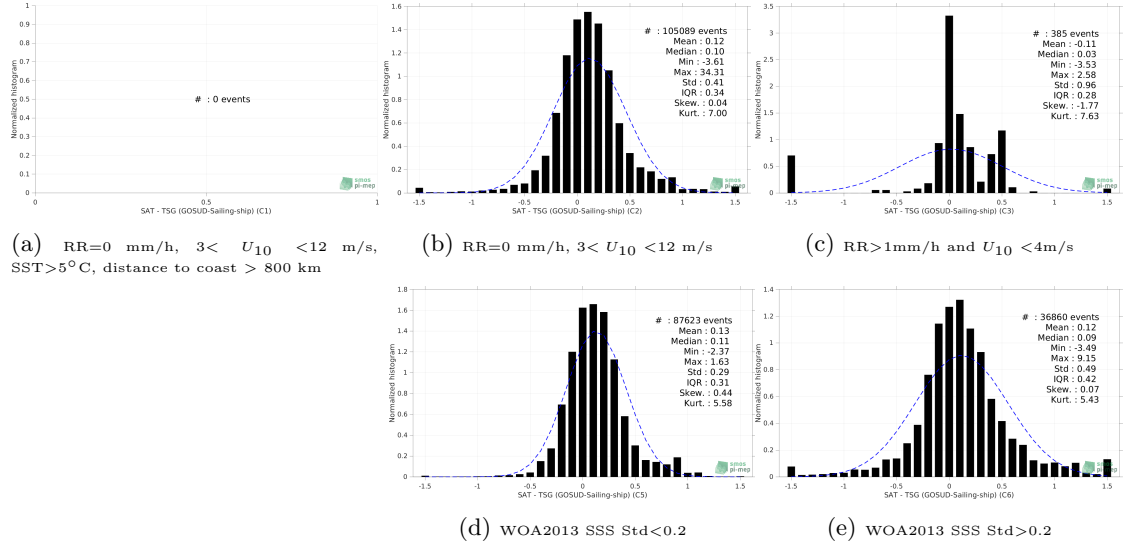 1
0.9
0.8
0.7
0.6
0.5
0.4
0.3
0.2
0.1
0
Normalized histogram
# : 0 events
smos
pi-mep
0 0.5 1
SAT - TSG (GOSUD-Sailing-ship) (C1)
(a) RR=0 mm/h, 3< U10 <12 m/s,
SST>5°C, distance to coast > 800 km
1.6
1.4
1.2
1
0.8
0.6
0.4
0.2
0
Normalized histogram
# : 105089 events
Mean : 0.12
Median : 0.10
Min : -3.61
Max : 34.31
Std : 0.41
IQR : 0.34
Skew. : 0.04
Kurt. : 7.00
smos
pi-mep
-1.5 -1 -0.5 0 0.5 1 1.5
SAT - TSG (GOSUD-Sailing-ship) (C2)
(b) RR=0 mm/h, 3< U10 <12 m/s
3.5
3
2.5
2
1.5
1
0.5
0
Normalized histogram
# : 385 events
Mean : -0.11
Median : 0.03
Min : -3.53
Max : 2.58
Std : 0.96
IQR : 0.28
Skew. : -1.77
Kurt. : 7.63
smos
pi-mep
-1.5 -1 -0.5 0 0.5 1 1.5
SAT - TSG (GOSUD-Sailing-ship) (C3)
(c) RR>1mm/h and U10 <4m/s
1.8
1.6
1.4
1.2
1
0.8
0.6
0.4
0.2
0
Normalized histogram
# : 87623 events
Mean : 0.13
Median : 0.11
Min : -2.37
Max : 1.63
Std : 0.29
IQR : 0.31
Skew. : 0.44
Kurt. : 5.58
smos
pi-mep
-1.5 -1 -0.5 0 0.5 1 1.5
SAT - TSG (GOSUD-Sailing-ship) (C5)
(d) WOA2013 SSS Std<0.2
1.4
1.2
1
0.8
0.6
0.4
0.2
0
Normalized histogram
# : 36860 events
Mean : 0.12
Median : 0.09
Min : -3.49
Max : 9.15
Std : 0.49
IQR : 0.42
Skew. : 0.07
Kurt. : 5.43
smos
pi-mep
-1.5 -1 -0.5 0 0.5 1 1.5
SAT - TSG (GOSUD-Sailing-ship) (C6)
(e) WOA2013 SSS Std>0.2